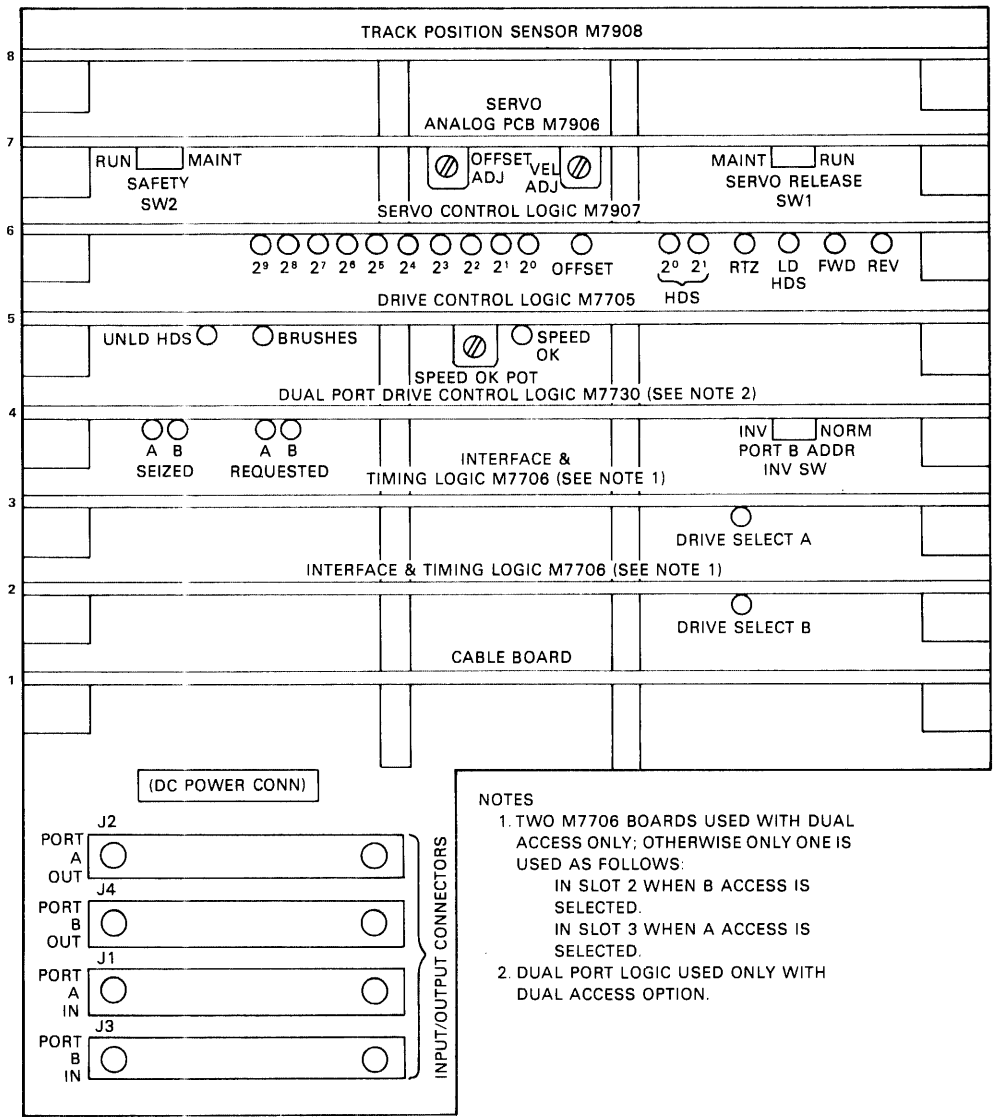 TRACK POSITION SENSOR M7908
8
SERVO
ANALOG PCB M7906
7
RUN MAINT
SAFETY
SW2
OFFSET
ADJ
VEL
ADJ
MAINT RUN
SERVO RELEASE
SW1
SERVO CONTROL LOGIC M7907
6
2⁹ 2⁸ 2⁷ 2⁶ 2⁵ 2⁴ 2³ 2² 2¹ 2⁰ OFFSET
2⁰ 2¹
HDS
RTZ
LD
HDS
FWD REV
DRIVE CONTROL LOGIC M7705
5
UNLD HDS
BRUSHES
SPEED
OK
SPEED OK POT
DUAL PORT DRIVE CONTROL LOGIC M7730 (SEE NOTE 2)
4
A B
SEIZED
A B
REQUESTED
INV NORM
PORT B ADDR
INV SW
INTERFACE &
TIMING LOGIC M7706 (SEE NOTE 1)
3
DRIVE SELECT A
INTERFACE & TIMING LOGIC M7706 (SEE NOTE 1)
2
DRIVE SELECT B
CABLE BOARD
1
(DC POWER CONN)
J2
PORT
A
OUT
J4
PORT
B
OUT
J1
PORT
A
IN
J3
PORT
B
IN
INPUT/OUTPUT CONNECTORS
NOTES
1. TWO M7706 BOARDS USED WITH DUAL
ACCESS ONLY; OTHERWISE ONLY ONE IS
USED AS FOLLOWS:
IN SLOT 2 WHEN B ACCESS IS
SELECTED.
IN SLOT 3 WHEN A ACCESS IS
SELECTED.
2. DUAL PORT LOGIC USED ONLY WITH
DUAL ACCESS OPTION.